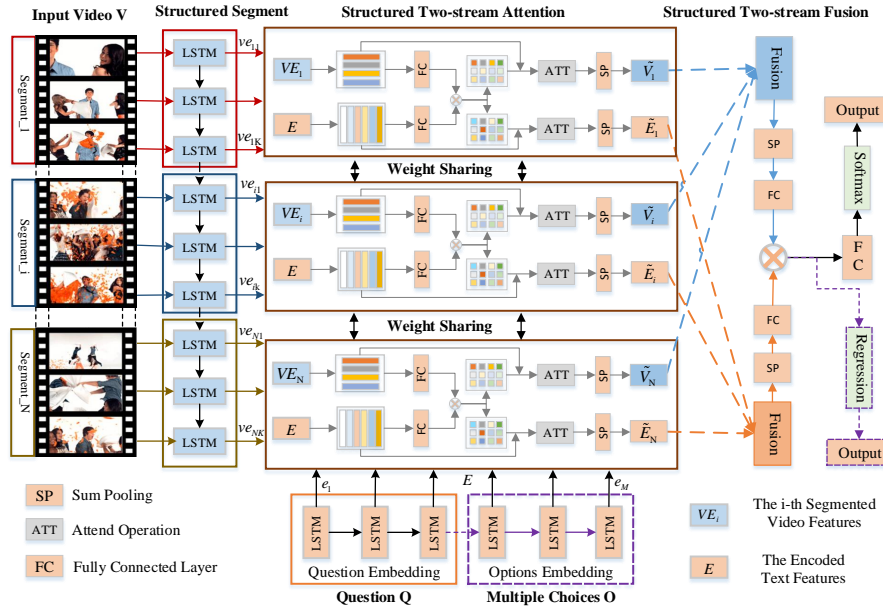 Input Video V
Structured Segment
Structured Two-stream Attention
Structured Two-stream Fusion
Segment_1
LSTM
LSTM
LSTM
ve11
ve1K
VE1
FC
ATT
SP
Ṽ1
E
FC
ATT
SP
Ẽ1
Weight Sharing
Segment_i
LSTM
LSTM
LSTM
vei1
veik
VEi
FC
ATT
SP
Ṽi
E
FC
ATT
SP
Ẽi
Weight Sharing
Segment_N
LSTM
LSTM
LSTM
veN1
veNK
VEN
FC
ATT
SP
ṼN
E
FC
ATT
SP
ẼN
Fusion
SP
FC
FC
SP
Fusion
Output
Softmax
FC
Regression
Output
e1
E
eM
LSTM
LSTM
LSTM
LSTM
LSTM
LSTM
Question Embedding
Options Embedding
Question Q
Multiple Choices O
SP
Sum Pooling
ATT
Attend Operation
FC
Fully Connected Layer
VEi
The i-th Segmented
Video Features
E
The Encoded
Text Features